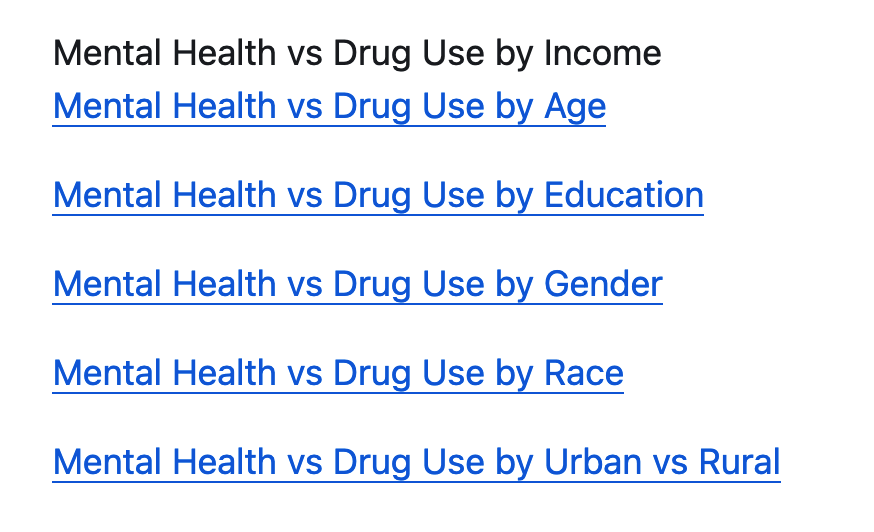 Mental Health vs Drug Use by Income
Mental Health vs Drug Use by Age
Mental Health vs Drug Use by Education
Mental Health vs Drug Use by Gender
Mental Health vs Drug Use by Race
Mental Health vs Drug Use by Urban vs Rural